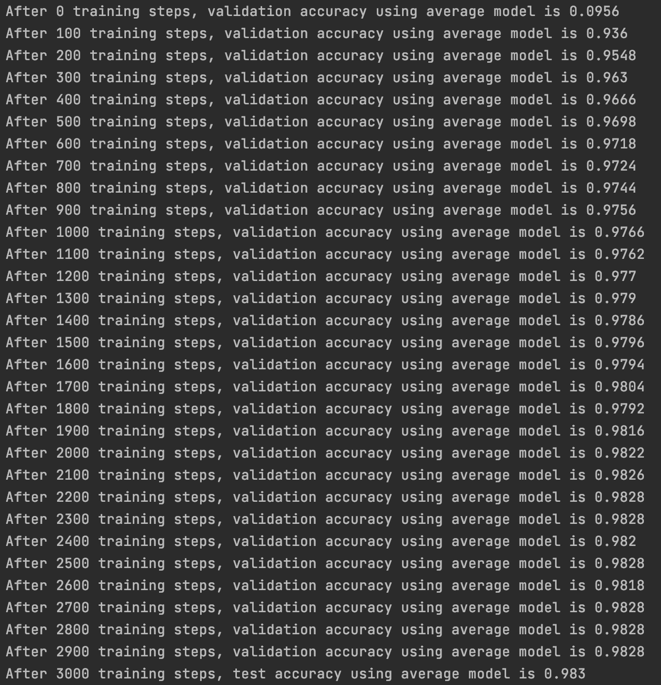 After 0 training steps, validation accuracy using average model is 0.0956
After 100 training steps, validation accuracy using average model is 0.936
After 200 training steps, validation accuracy using average model is 0.9548
After 300 training steps, validation accuracy using average model is 0.963
After 400 training steps, validation accuracy using average model is 0.9666
After 500 training steps, validation accuracy using average model is 0.9698
After 600 training steps, validation accuracy using average model is 0.9718
After 700 training steps, validation accuracy using average model is 0.9724
After 800 training steps, validation accuracy using average model is 0.9744
After 900 training steps, validation accuracy using average model is 0.9756
After 1000 training steps, validation accuracy using average model is 0.9766
After 1100 training steps, validation accuracy using average model is 0.9762
After 1200 training steps, validation accuracy using average model is 0.977
After 1300 training steps, validation accuracy using average model is 0.979
After 1400 training steps, validation accuracy using average model is 0.9786
After 1500 training steps, validation accuracy using average model is 0.9796
After 1600 training steps, validation accuracy using average model is 0.9794
After 1700 training steps, validation accuracy using average model is 0.9804
After 1800 training steps, validation accuracy using average model is 0.9792
After 1900 training steps, validation accuracy using average model is 0.9816
After 2000 training steps, validation accuracy using average model is 0.9822
After 2100 training steps, validation accuracy using average model is 0.9826
After 2200 training steps, validation accuracy using average model is 0.9828
After 2300 training steps, validation accuracy using average model is 0.9828
After 2400 training steps, validation accuracy using average model is 0.982
After 2500 training steps, validation accuracy using average model is 0.9828
After 2600 training steps, validation accuracy using average model is 0.9818
After 2700 training steps, validation accuracy using average model is 0.9828
After 2800 training steps, validation accuracy using average model is 0.9828
After 2900 training steps, validation accuracy using average model is 0.9828
After 3000 training steps, test accuracy using average model is 0.983